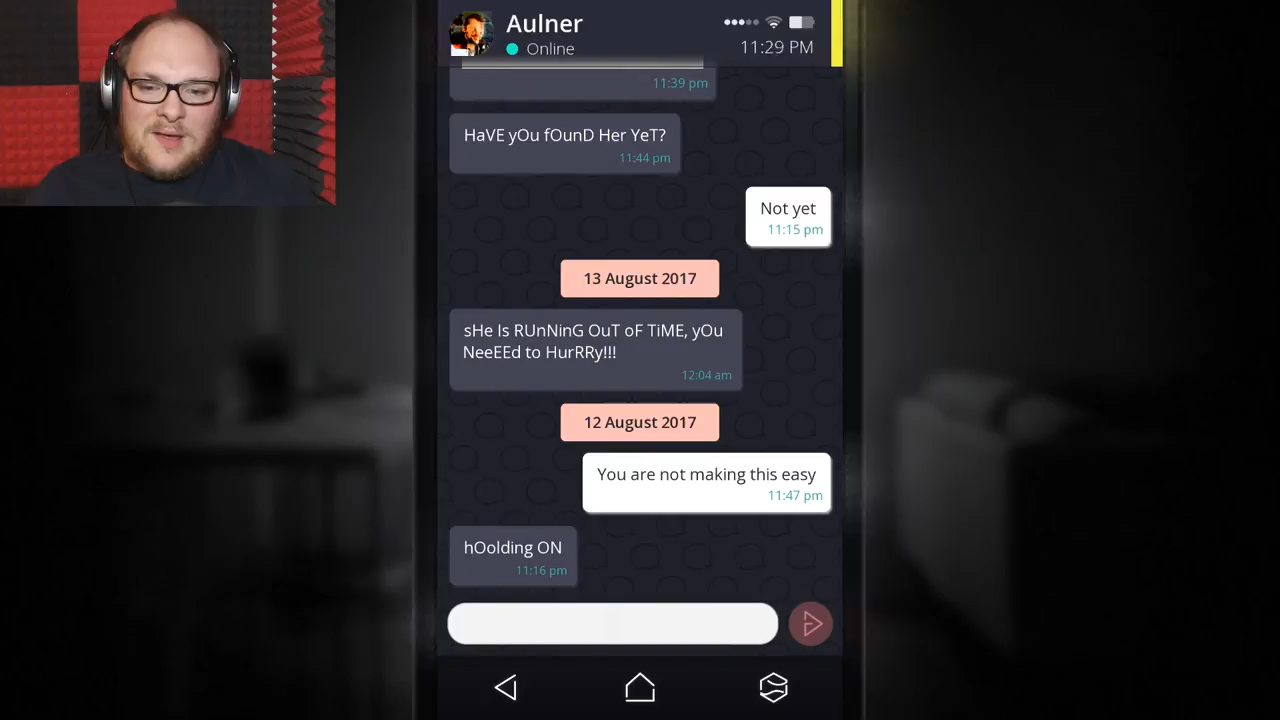 Aulner
Online
11:29 PM
11:39 pm
HaVE yOu fOunD Her YeT?
11:44 pm
Not yet
11:15 pm
13 August 2017
sHe Is RUnNinG OuT oF TiME, yOu
NeeEEd to HurRRy!!!
12:04 am
12 August 2017
You are not making this easy
11:47 pm
hOolding ON
11:16 pm